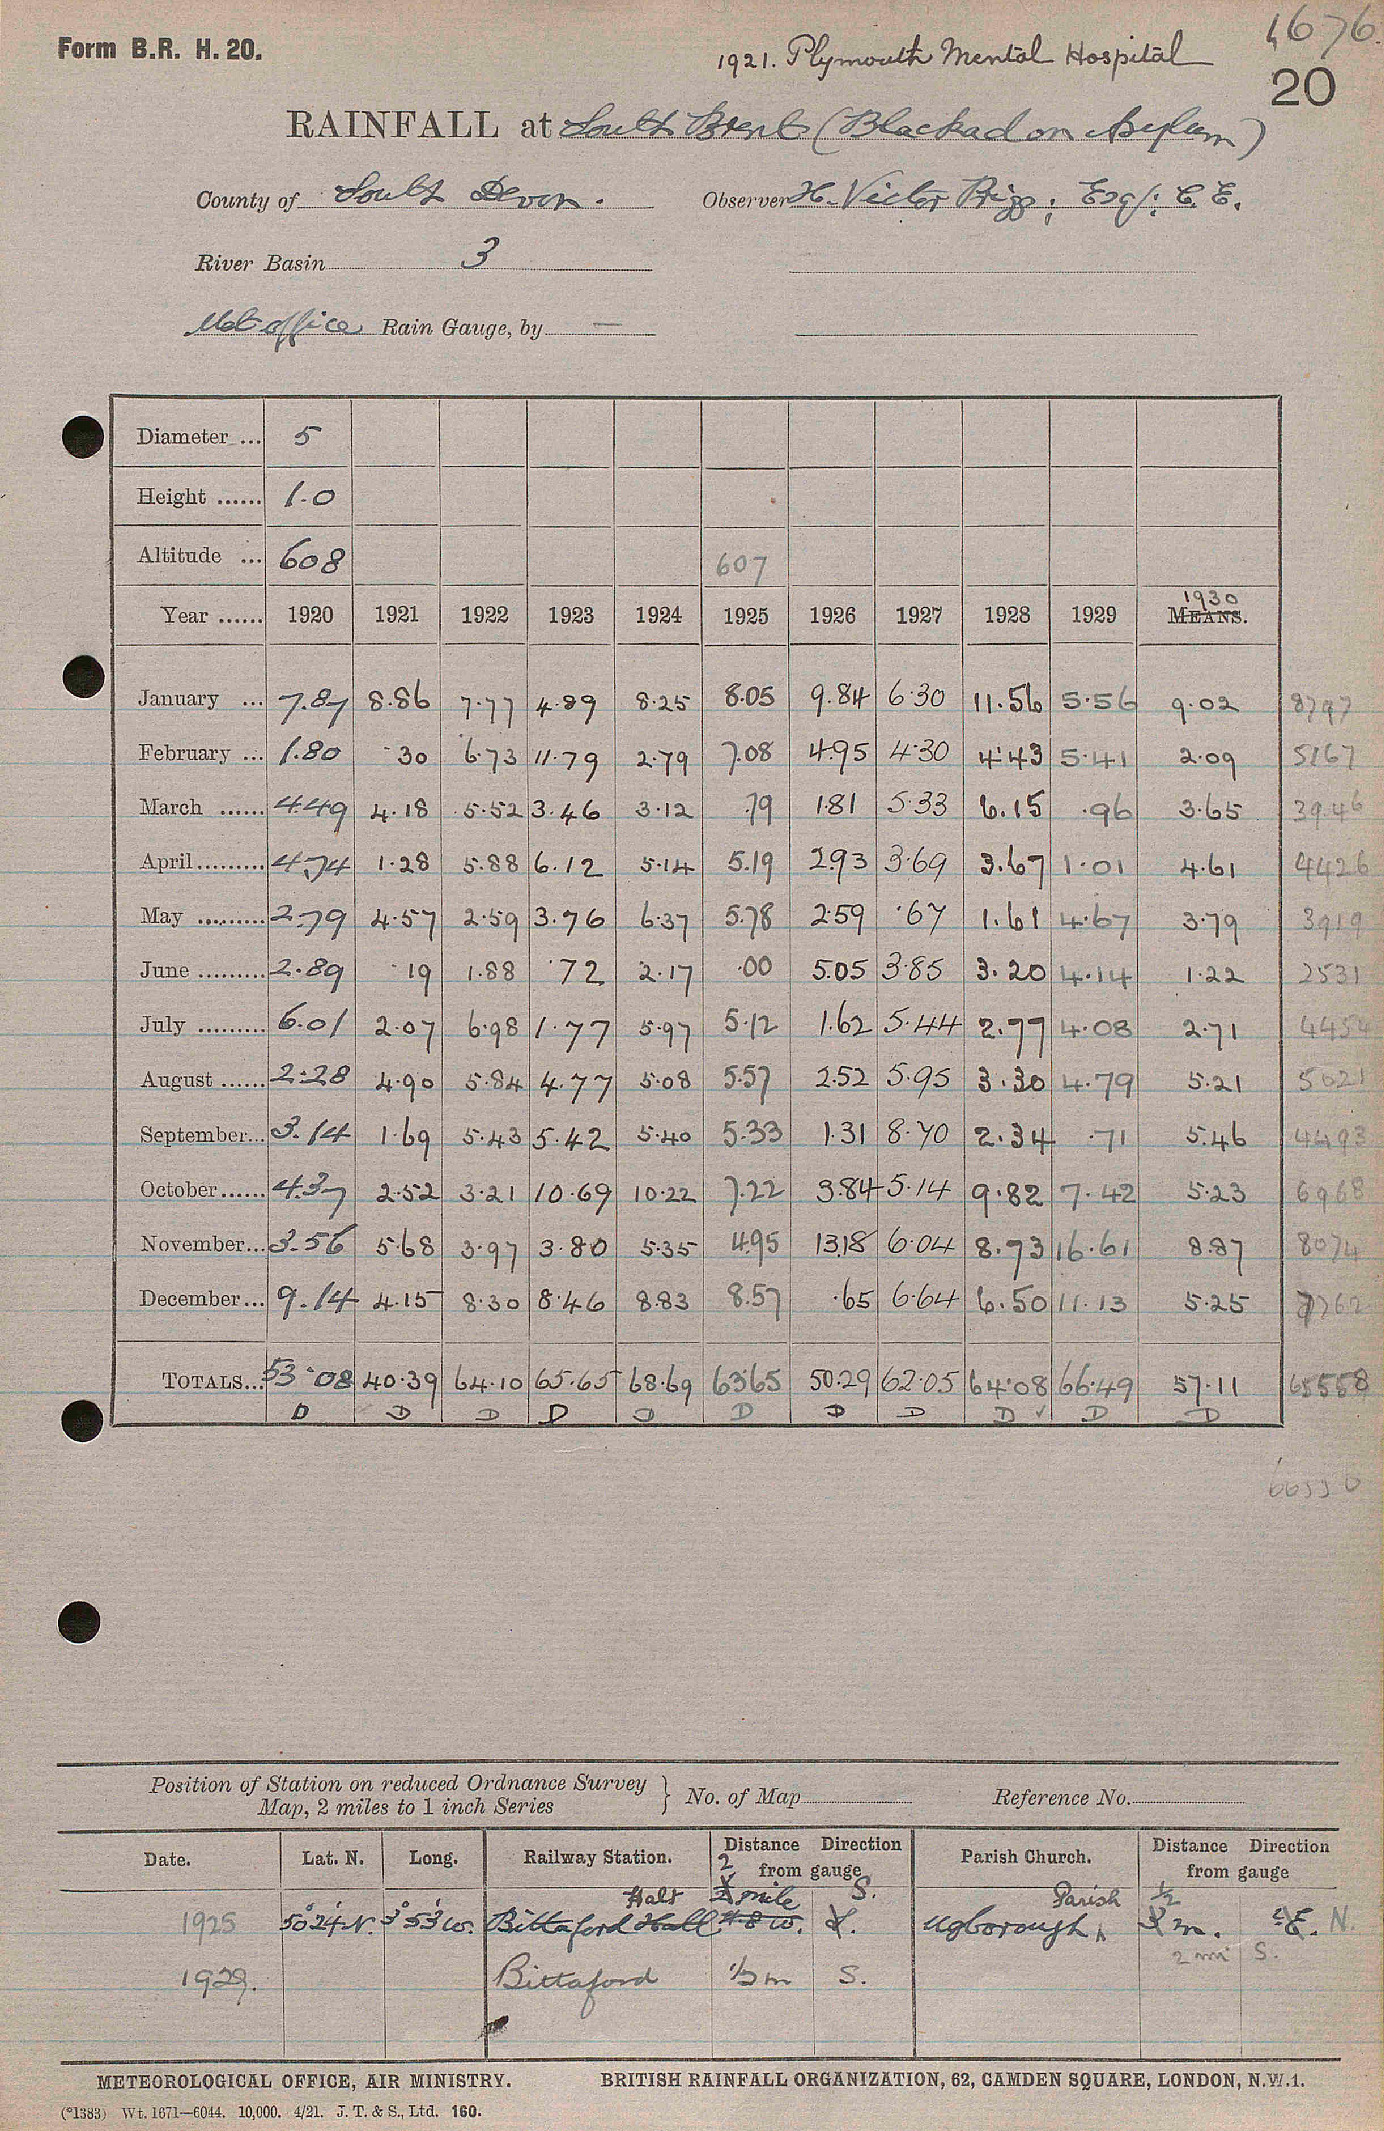 Form B.R. H. 20.
1921. Plymouth Mental Hospital
1676
20
RAINFALL at South Brent (Blackadon Asylum)
County of South Devon. Observer H. Victor Prigg, Esq; C.E.
River Basin 3
Met office Rain Gauge, by —
Diameter ... 5
Height ...... 1.0
Altitude ... 608 607
Year ...... 1920 1921 1922 1923 1924 1925 1926 1927 1928 1929 MEANS. 1930
January ... 7.87 8.86 7.77 4.89 8.25 8.05 9.84 6.30 11.56 5.56 9.02 8797
February ... 1.80 .30 6.73 11.79 2.79 7.08 4.95 4.30 4.43 5.41 2.09 5167
March ...... 4.49 4.18 5.52 3.46 3.12 .79 1.81 5.33 6.15 .96 3.65 3946
April ......... 4.74 1.28 5.88 6.12 5.14 5.19 2.93 3.69 3.67 1.01 4.61 4426
May ......... 2.79 4.57 2.59 3.76 6.37 5.78 2.59 .67 1.61 4.67 3.79 3919
June ......... 2.89 .19 1.88 .72 2.17 .00 5.05 3.85 3.20 4.14 1.22 2531
July ......... 6.01 2.07 6.98 1.77 5.97 5.12 1.62 5.44 2.77 4.08 2.71 4454
August ...... 2.28 4.90 5.84 4.77 5.08 5.57 2.52 5.95 3.30 4.79 5.21 5021
September... 3.14 1.69 5.43 5.42 5.40 5.33 1.31 8.70 2.34 .71 5.46 4493
October ...... 4.37 2.52 3.21 10.69 10.22 7.22 3.84 5.14 9.82 7.42 5.23 6968
November... 3.56 5.68 3.97 3.80 5.35 4.95 13.18 6.04 8.73 16.61 8.87 8074
December... 9.14 4.15 8.30 8.46 8.83 8.57 .65 6.64 6.50 11.13 5.25 7762
TOTALS... 53.08 40.39 64.10 65.65 68.69 63.65 50.29 62.05 64.08 66.49 57.11 65558
D D D D D D D D D ✓ D D
Position of Station on reduced Ordnance Survey Map, 2 miles to 1 inch Series } No. of Map Reference No.
Date. Lat. N. Long. Railway Station. Distance Direction from gauge Parish Church. Distance Direction from gauge
Halt mile S. Parish ½
1925 50°24'N. 3°53'W. Bittaford Hall Ugborough m. E. N.
2 mi S.
1929. Bittaford ½ m S.
METEOROLOGICAL OFFICE, AIR MINISTRY. BRITISH RAINFALL ORGANIZATION, 62, CAMDEN SQUARE, LONDON, N.W.1.
(*1383) Wt. 1671—6044. 10,000. 4/21. J. T. & S., Ltd. 160.